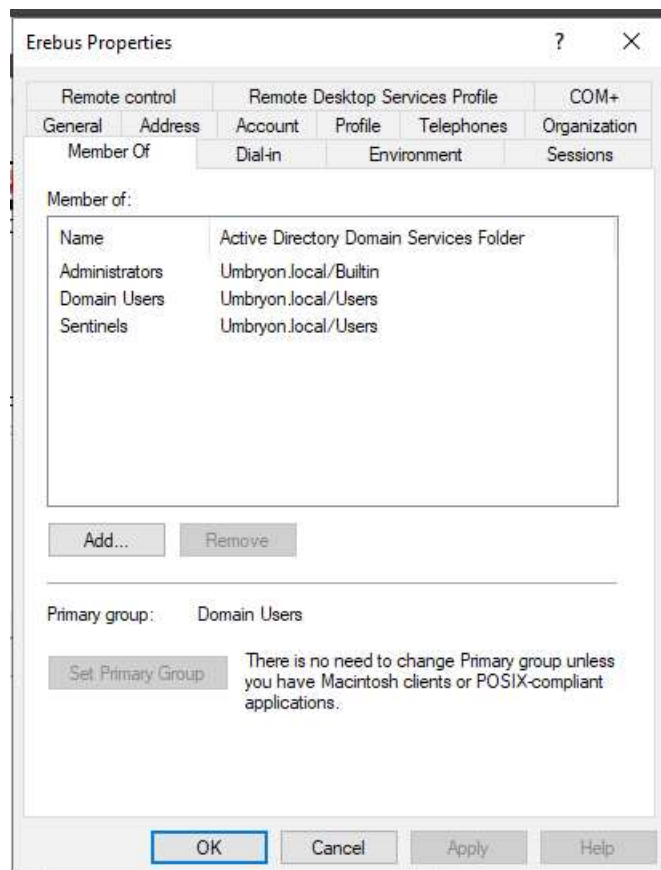 Erebus Properties
Remote control Remote Desktop Services Profile COM+
General Address Account Profile Telephones Organization
Member Of Dial-in Environment Sessions
Member of:
Name Active Directory Domain Services Folder
Administrators Umbryon.local/Builtin
Domain Users Umbryon.local/Users
Sentinels Umbryon.local/Users
Add... Remove
Primary group: Domain Users
Set Primary Group
There is no need to change Primary group unless
you have Macintosh clients or POSIX-compliant
applications.
OK Cancel Apply Help